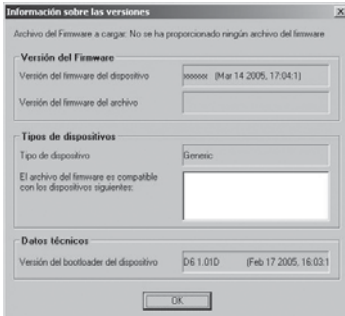 Información sobre las versiones
Archivo del Firmware a cargar: No se ha proporcionado ningún archivo del firmware
Versión del Firmware
Versión del firmware del dispositivo xxxxxxx (Mar 14 2005, 17:04:1)
Versión del firmware del archivo
Tipos de dispositivos
Tipo de dispositivo Generic
El archivo del firmware es compatible
con los dispositivos siguientes:
Datos técnicos
Versión del bootloader del dispositivo D6 1.01D (Feb 17 2005, 16:03:1
OK